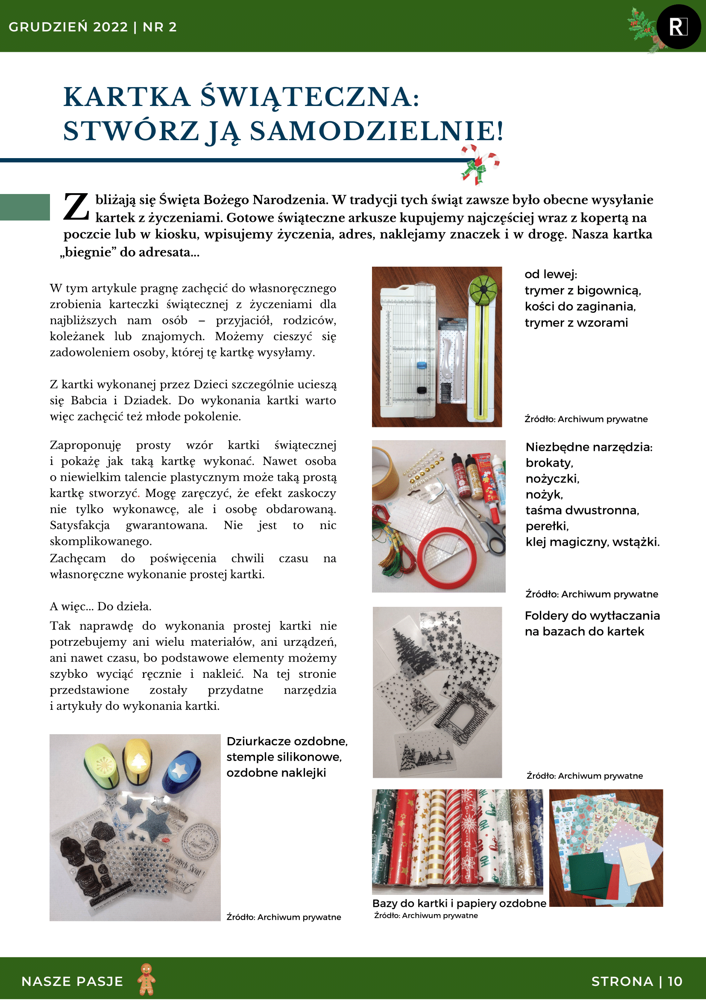 GRUDZIEŃ 2022 | NR 2
R
KARTKA ŚWIĄTECZNA:
STWÓRZ JĄ SAMODZIELNIE!
Zbliżają się Święta Bożego Narodzenia. W tradycji tych świąt zawsze było obecne wysyłanie
kartek z życzeniami. Gotowe świąteczne arkusze kupujemy najczęściej wraz z kopertą na
poczcie lub w kiosku, wpisujemy życzenia, adres, naklejamy znaczek i w drogę. Nasza kartka
„biegnie” do adresata...
W tym artykule pragnę zachęcić do własnoręcznego
zrobienia karteczki świątecznej z życzeniami dla
najbliższych nam osób – przyjaciół, rodziców,
koleżanek lub znajomych. Możemy cieszyć się
zadowoleniem osoby, której tę kartkę wysyłamy.
Z kartki wykonanej przez Dzieci szczególnie ucieszą
się Babcia i Dziadek. Do wykonania kartki warto
więc zachęcić też młode pokolenie.
Zaproponuję prosty wzór kartki świątecznej
i pokażę jak taką kartkę wykonać. Nawet osoba
o niewielkim talencie plastycznym może taką prostą
kartkę stworzyć. Mogę zaręczyć, że efekt zaskoczy
nie tylko wykonawcę, ale i osobę obdarowaną.
Satysfakcja gwarantowana. Nie jest to nic
skomplikowanego.
Zachęcam do poświęcenia chwili czasu na
własnoręczne wykonanie prostej kartki.
A więc... Do dzieła.
Tak naprawdę do wykonania prostej kartki nie
potrzebujemy ani wielu materiałów, ani urządzeń,
ani nawet czasu, bo podstawowe elementy możemy
szybko wyciąć ręcznie i nakleić. Na tej stronie
przedstawione zostały przydatne narzędzia
i artykuły do wykonania kartki.
Dziurkacze ozdobne,
stemple silikonowe,
ozdobne naklejki
Wesołych Świąt!
Źródło: Archiwum prywatne
od lewej:
trymer z bigownicą,
kości do zaginania,
trymer z wzorami
Źródło: Archiwum prywatne
Niezbędne narzędzia:
brokaty,
nożyczki,
nożyk,
taśma dwustronna,
perełki,
klej magiczny, wstążki.
Źródło: Archiwum prywatne
Foldery do wytłaczania
na bazach do kartek
Źródło: Archiwum prywatne
HO
OH
Bazy do kartki i papiery ozdobne
Źródło: Archiwum prywatne
NASZE PASJE
STRONA | 10